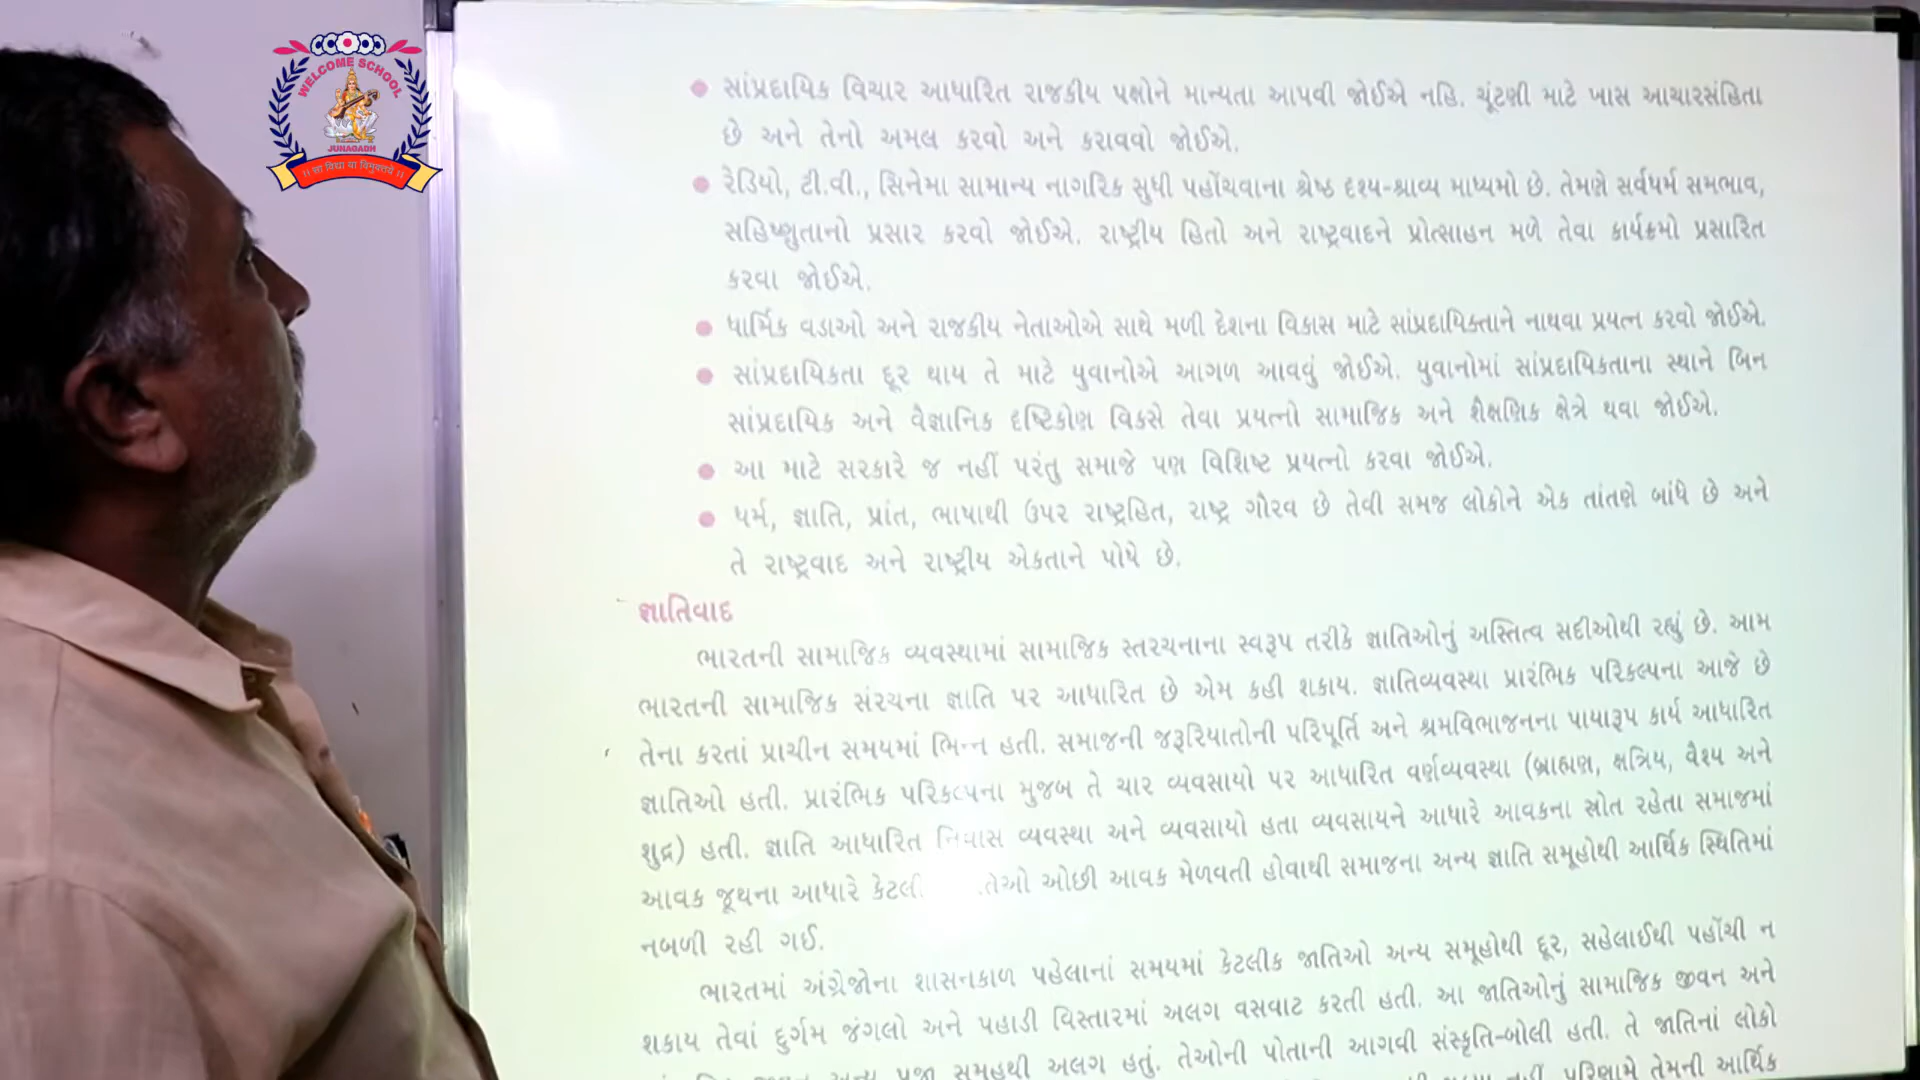 WELCOME SCHOOL
JUNAGADH
।। सा विद्या या विमुक्तये ।।
● સાંપ્રદાયિક વિચાર આધારિત રાજકીય પક્ષોને માન્યતા આપવી જોઈએ નહિ. ચૂંટણી માટે ખાસ આચારસંહિતા
છે અને તેનો અમલ કરવો અને કરાવવો જોઈએ.
● રેડિયો, ટી.વી., સિનેમા સામાન્ય નાગરિક સુધી પહોંચવાના શ્રેષ્ઠ દૃશ્ય-શ્રાવ્ય માધ્યમો છે. તેમણે સર્વધર્મ સમભાવ,
સહિષ્ણુતાનો પ્રસાર કરવો જોઈએ. રાષ્ટ્રીય હિતો અને રાષ્ટ્રવાદને પ્રોત્સાહન મળે તેવા કાર્યક્રમો પ્રસારિત
કરવા જોઈએ.
● ધાર્મિક વડાઓ અને રાજકીય નેતાઓએ સાથે મળી દેશના વિકાસ માટે સાંપ્રદાયિક્તાને નાથવા પ્રયત્ન કરવો જોઈએ.
● સાંપ્રદાયિકતા દૂર થાય તે માટે યુવાનોએ આગળ આવવું જોઈએ. યુવાનોમાં સાંપ્રદાયિકતાના સ્થાને બિન
સાંપ્રદાયિક અને વૈજ્ઞાનિક દૃષ્ટિકોણ વિકસે તેવા પ્રયત્નો સામાજિક અને શૈક્ષણિક ક્ષેત્રે થવા જોઈએ.
● આ માટે સરકારે જ નહીં પરંતુ સમાજે પણ વિશિષ્ટ પ્રયત્નો કરવા જોઈએ.
● ધર્મ, જ્ઞાતિ, પ્રાંત, ભાષાથી ઉપર રાષ્ટ્રહિત, રાષ્ટ્ર ગૌરવ છે તેવી સમજ લોકોને એક તાંતણે બાંધે છે અને
તે રાષ્ટ્રવાદ અને રાષ્ટ્રીય એકતાને પોષે છે.
જ્ઞાતિવાદ
ભારતની સામાજિક વ્યવસ્થામાં સામાજિક સ્તરચનાના સ્વરૂપ તરીકે જ્ઞાતિઓનું અસ્તિત્વ સદીઓથી રહ્યું છે. આમ
ભારતની સામાજિક સંરચના જ્ઞાતિ પર આધારિત છે એમ કહી શકાય. જ્ઞાતિવ્યવસ્થા પ્રારંભિક પરિકલ્પના આજે છે
તેના કરતાં પ્રાચીન સમયમાં ભિન્ન હતી. સમાજની જરૂરિયાતોની પરિપૂર્તિ અને શ્રમવિભાજનના પાયારૂપ કાર્ય આધારિત
જ્ઞાતિઓ હતી. પ્રારંભિક પરિકલ્પના મુજબ તે ચાર વ્યવસાયો પર આધારિત વર્ણવ્યવસ્થા (બ્રાહ્મણ, ક્ષત્રિય, વૈશ્ય અને
શુદ્ર) હતી. જ્ઞાતિ આધારિત નિવાસ વ્યવસ્થા અને વ્યવસાયો હતા વ્યવસાયને આધારે આવકના સ્રોત રહેતા સમાજમાં
આવક જૂથના આધારે તેઓ ઓછી આવક મેળવતી હોવાથી સમાજના અન્ય જ્ઞાતિ સમૂહોથી આર્થિક સ્થિતિમાં
નબળી રહી ગઈ.
ભારતમાં અંગ્રેજોના શાસનકાળ પહેલાનાં સમયમાં કેટલીક જાતિઓ અન્ય સમૂહોથી દૂર, સહેલાઈથી પહોંચી ન
શકાય તેવાં દુર્ગમ જંગલો અને પહાડી વિસ્તારમાં અલગ વસવાટ કરતી હતી. આ જાતિઓનું સામાજિક જીવન અને
અન્ય પ્રજા સમૂહથી અલગ હતું. તેઓની પોતાની આગવી સંસ્કૃતિ-બોલી હતી. તે જાતિનાં લોકો
પરિણામે તેમની આર્થિક